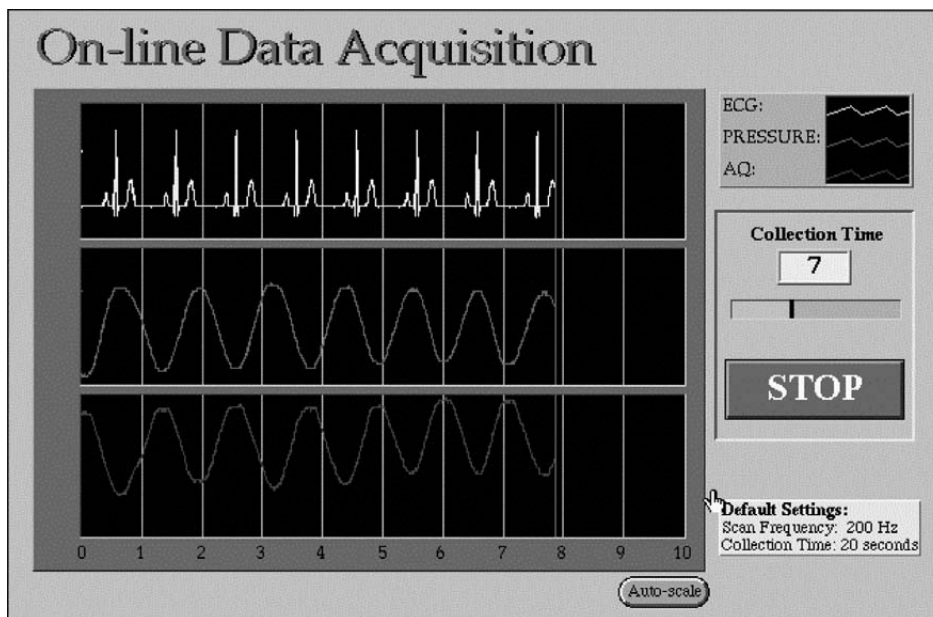 On-line Data Acquisition
ECG:
PRESSURE:
AQ:
Collection Time
7
STOP
Default Settings:
Scan Frequency: 200 Hz
Collection Time: 20 seconds
0 1 2 3 4 5 6 7 8 9 10
Auto-scale